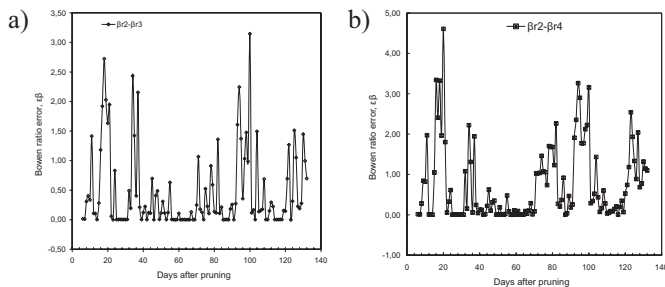 a)
βr2-βr3
3,50
3,00
2,50
2,00
1,50
1,00
0,50
0,00
-0,50
Bowen ratio error, εβ
0 20 40 60 80 100 120 140
Days after pruning
b)
βr2-βr4
5,00
4,00
3,00
2,00
1,00
0,00
-1,00
Bowen ratio error, εβ
0 20 40 60 80 100 120 140
Days after pruning